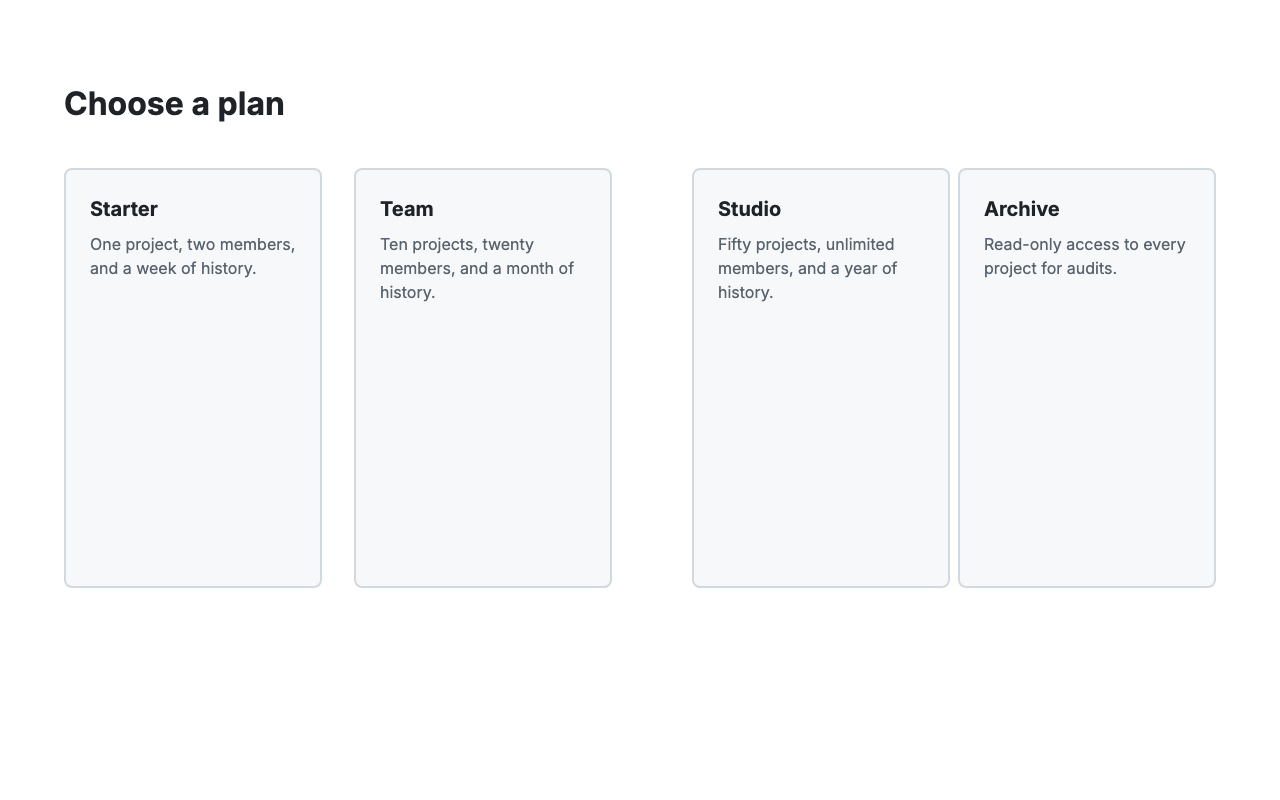 Choose a plan
Starter
One project, two members,
and a week of history.
Team
Ten projects, twenty
members, and a month of
history.
Studio
Fifty projects, unlimited
members, and a year of
history.
Archive
Read-only access to every
project for audits.